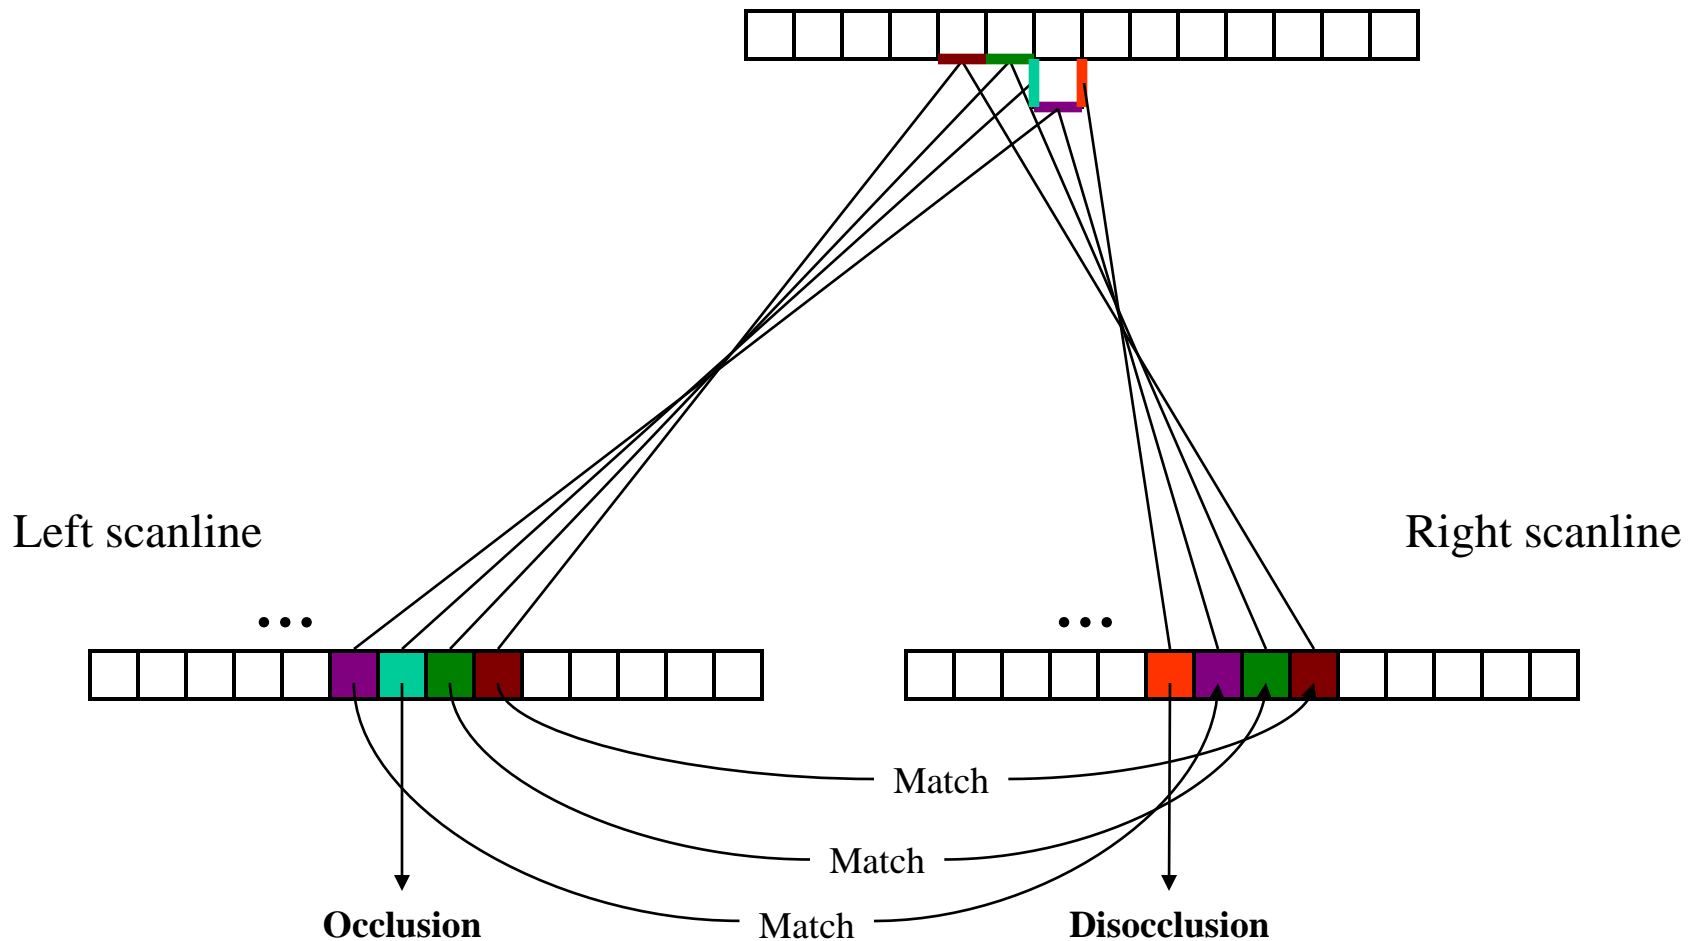 Left scanline
Right scanline
...
...
Match
Match
Match
Occlusion
Disocclusion